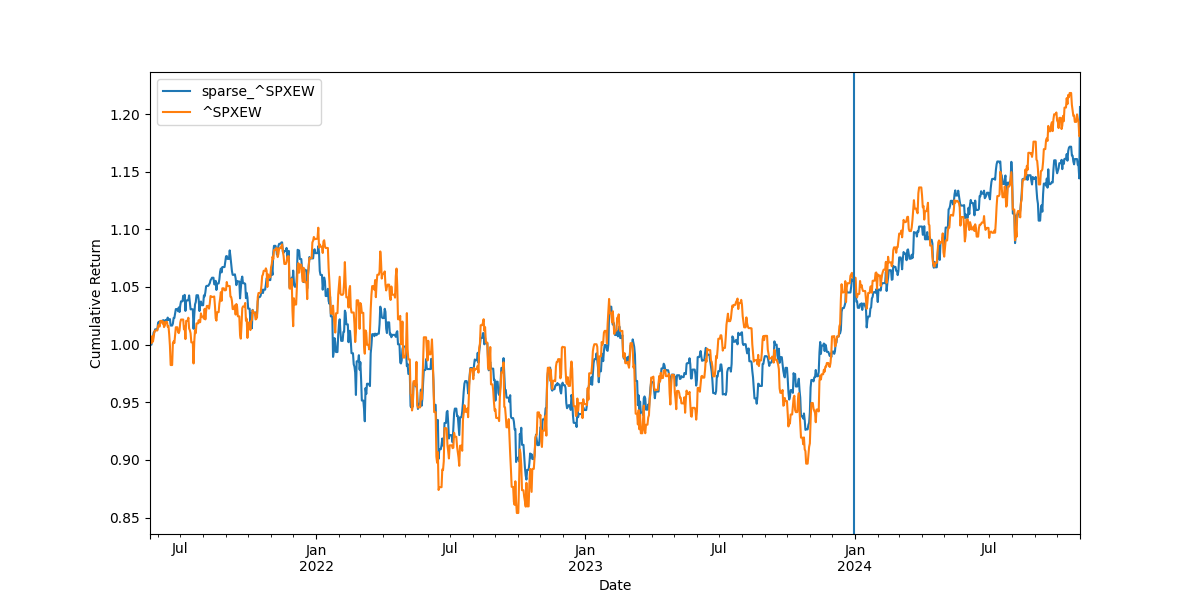 sparse_^SPXEW
^SPXEW
1.20
1.15
1.10
1.05
1.00
0.95
0.90
0.85
Cumulative Return
Jul
Jan
2022
Jul
Jan
2023
Jul
Jan
2024
Jul
Date